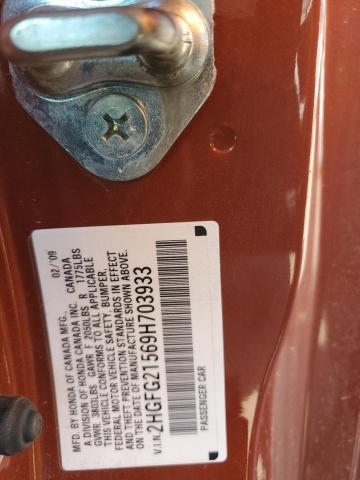 MFD. BY HONDA OF CANADA MFG., CANADA 02/'09
A DIVISION OF HONDA CANADA INC.
GVWR 3803LBS GAWR F 2050LBS R 1775LBS
THIS VEHICLE CONFORMS TO ALL APPLICABLE
FEDERAL MOTOR VEHICLE SAFETY, BUMPER,
AND THEFT PREVENTION STANDARDS IN EFFECT
ON THE DATE OF MANUFACTURE SHOWN ABOVE.
V.I.N. 2HGFG21569H703933
PASSENGER CAR